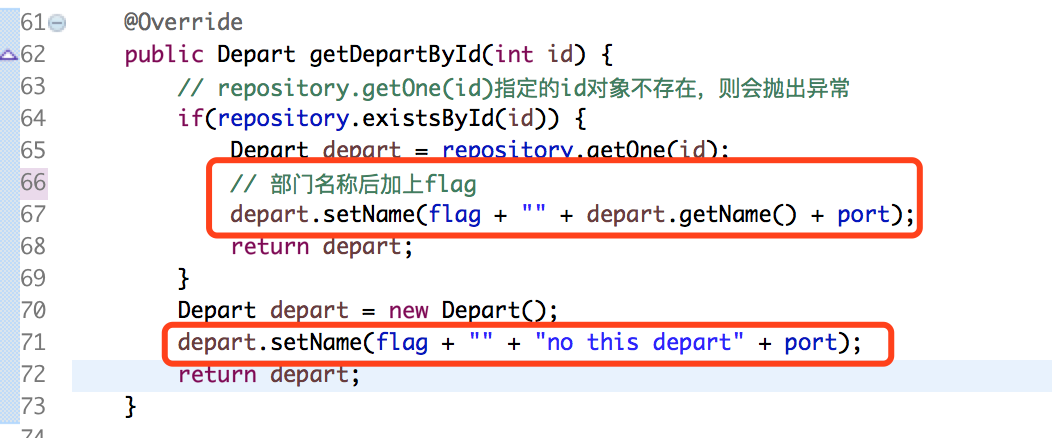 61 @Override
62 public Depart getDepartById(int id) {
63 // repository.getOne(id)指定的id对象不存在，则会抛出异常
64 if(repository.existsById(id)) {
65 Depart depart = repository.getOne(id);
66 // 部门名称后加上flag
67 depart.setName(flag + "" + depart.getName() + port);
68 return depart;
69 }
70 Depart depart = new Depart();
71 depart.setName(flag + "" + "no this depart" + port);
72 return depart;
73 }
74